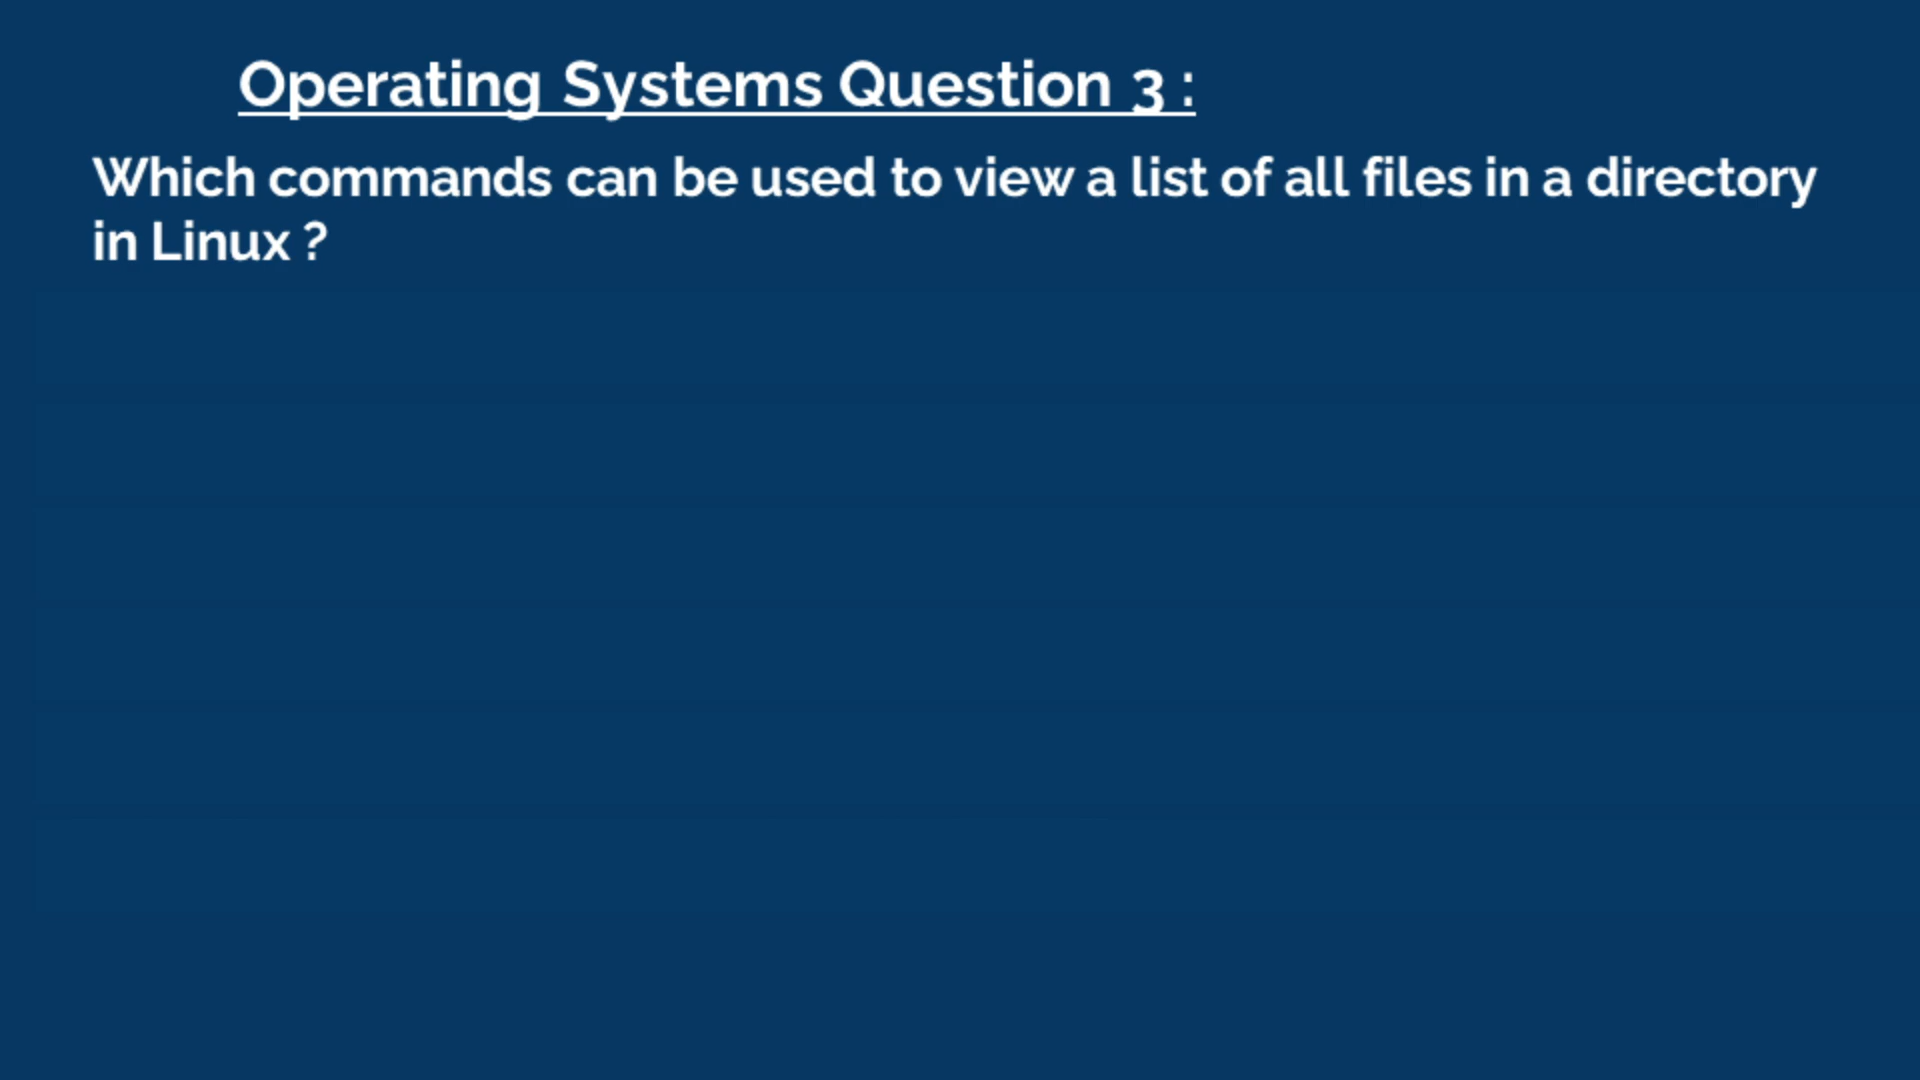 Operating Systems Question 3 :
Which commands can be used to view a list of all files in a directory
in Linux ?